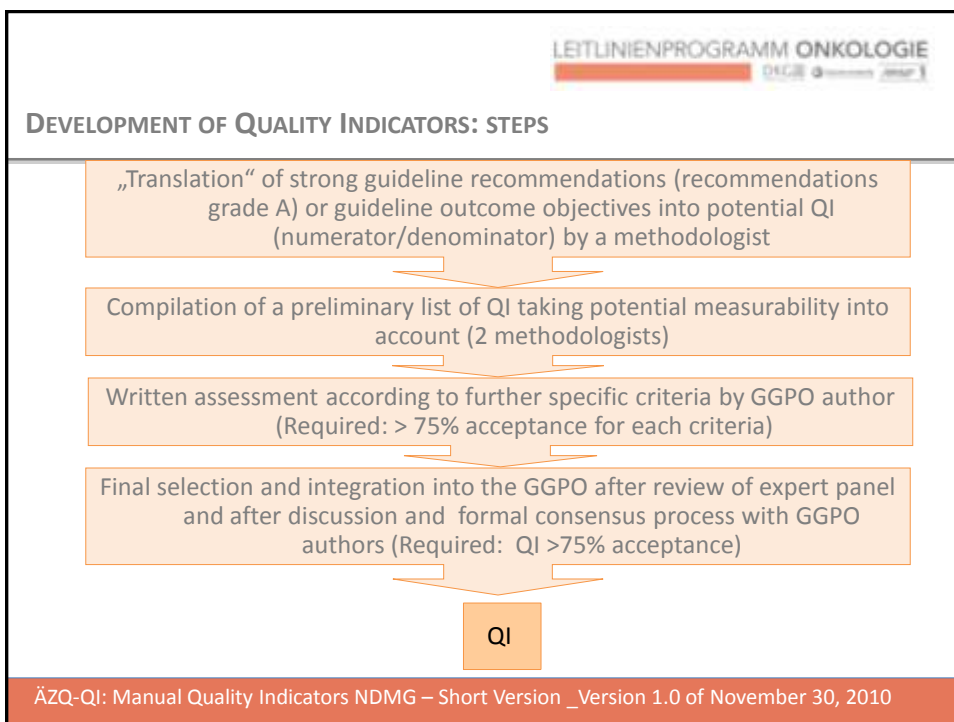 LEITLINIENPROGRAMM ONKOLOGIE
DEVELOPMENT OF QUALITY INDICATORS: STEPS
„Translation“ of strong guideline recommendations (recommendations
grade A) or guideline outcome objectives into potential QI
(numerator/denominator) by a methodologist
Compilation of a preliminary list of QI taking potential measurability into
account (2 methodologists)
Written assessment according to further specific criteria by GGPO author
(Required: > 75% acceptance for each criteria)
Final selection and integration into the GGPO after review of expert panel
and after discussion and formal consensus process with GGPO
authors (Required: QI >75% acceptance)
QI
ÄZQ-QI: Manual Quality Indicators NDMG – Short Version _Version 1.0 of November 30, 2010